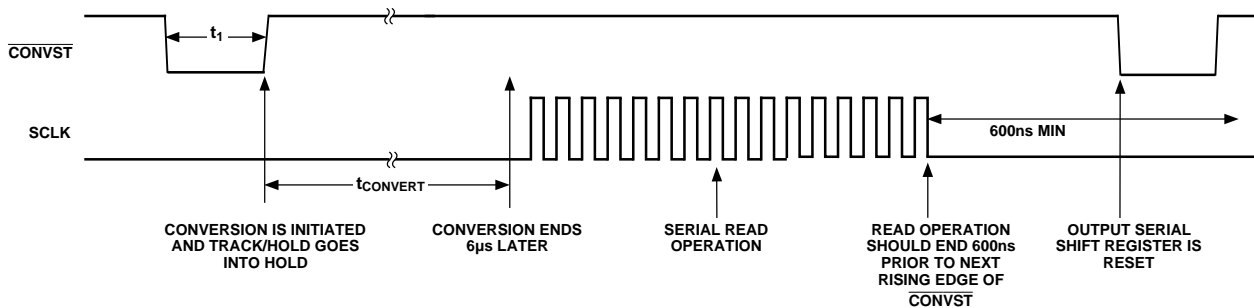 t1
CONVST
SCLK
600ns MIN
tCONVERT
CONVERSION IS INITIATED
AND TRACK/HOLD GOES
INTO HOLD
CONVERSION ENDS
6µs LATER
SERIAL READ
OPERATION
READ OPERATION
SHOULD END 600ns
PRIOR TO NEXT
RISING EDGE OF
CONVST
OUTPUT SERIAL
SHIFT REGISTER IS
RESET